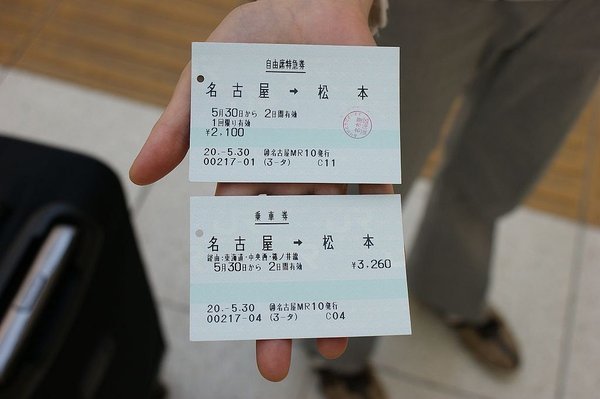 自由席特急券
名古屋 → 松本
5月30日から 2日間有効
1回限り有効
¥2,100
20.-5.30 名古屋MR10発行
00217-01 (3-タ) C11
乗車券
名古屋 → 松本
経由:東海道・中央西・篠ノ井線
5月30日から 2日間有効 ¥3,260
20.-5.30 名古屋MR10発行
00217-04 (3-タ) C04